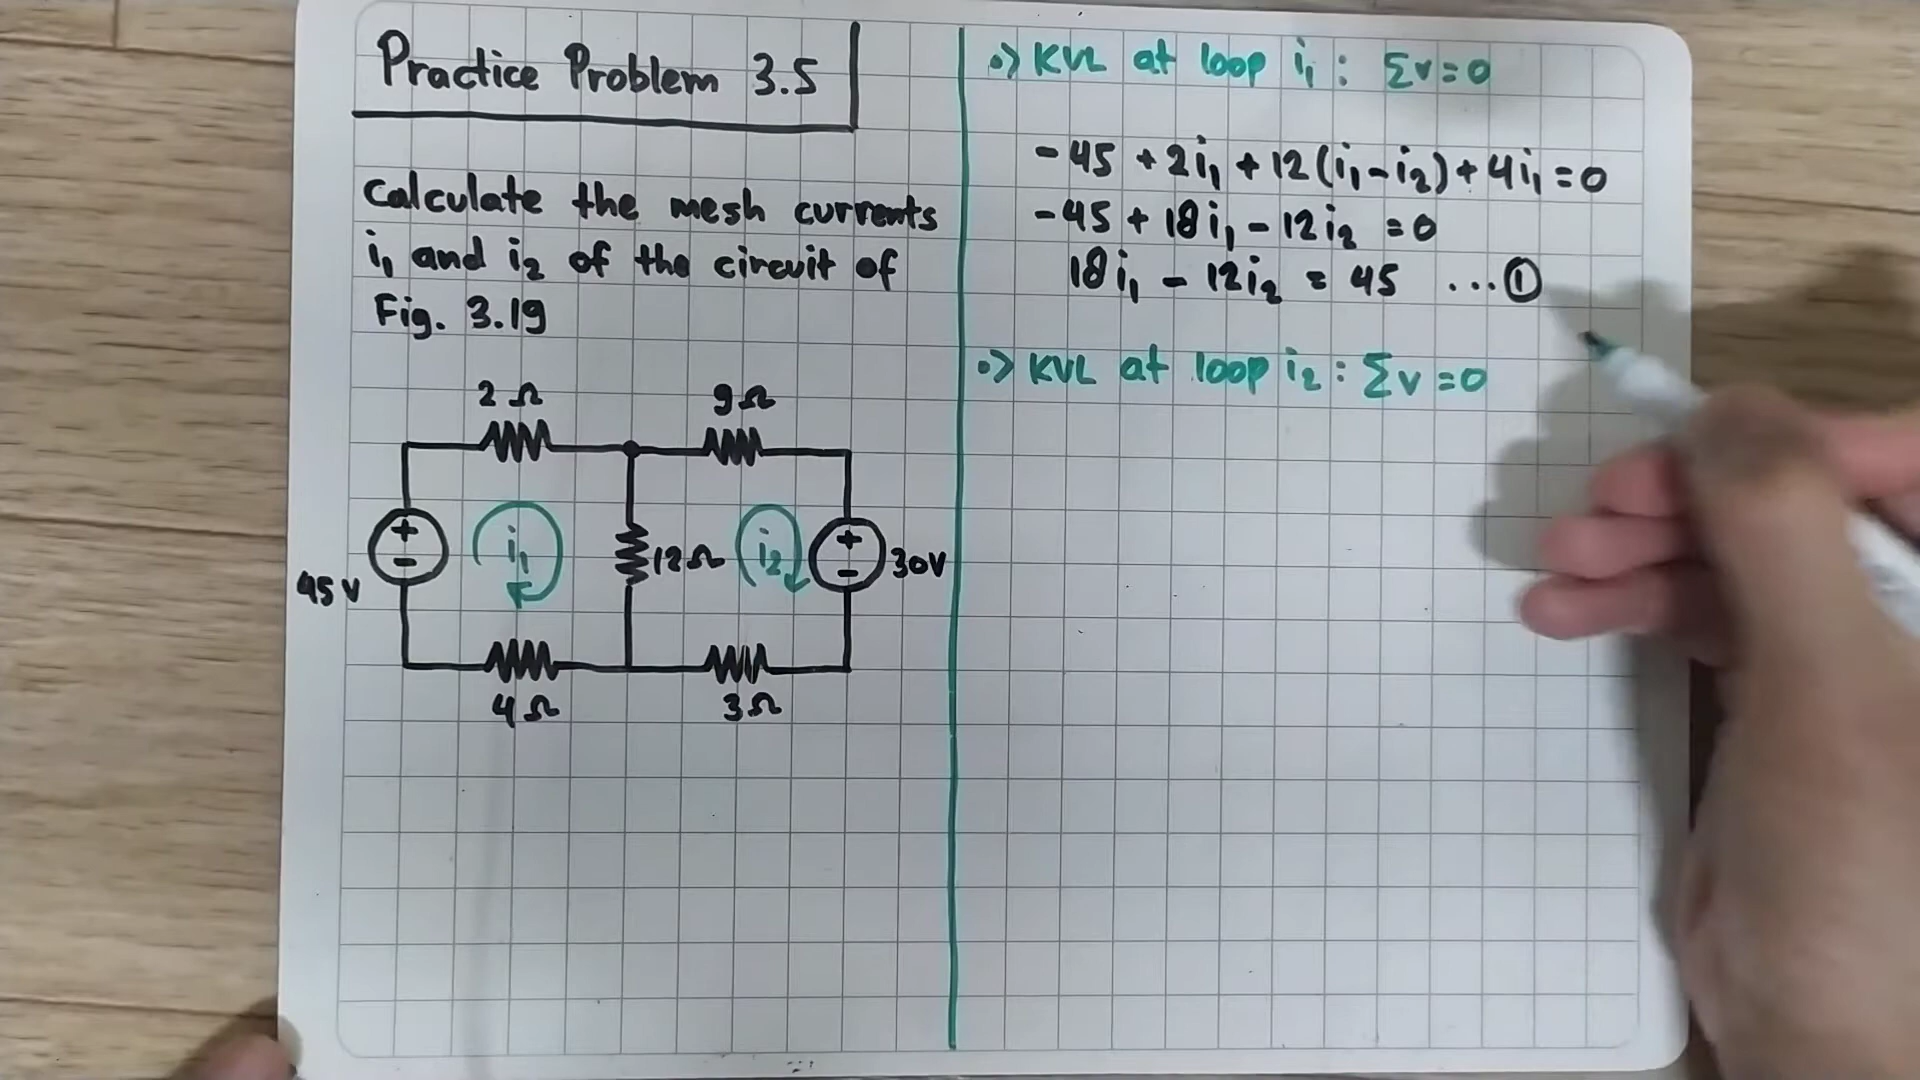 Practice Problem 3.5
Calculate the mesh currents
i₁ and i₂ of the circuit of
Fig. 3.19
2 Ω
9Ω
+
-
45 V
i₁
12Ω
i₂
+
-
30V
4Ω
3Ω
•> KVL at loop i₁ : Σv=0
-45 + 2i₁ + 12(i₁-i₂) + 4i₁ = 0
-45 + 18i₁ - 12i₂ = 0
18i₁ - 12i₂ = 45 ...①
•> KVL at loop i₂ : Σv=0